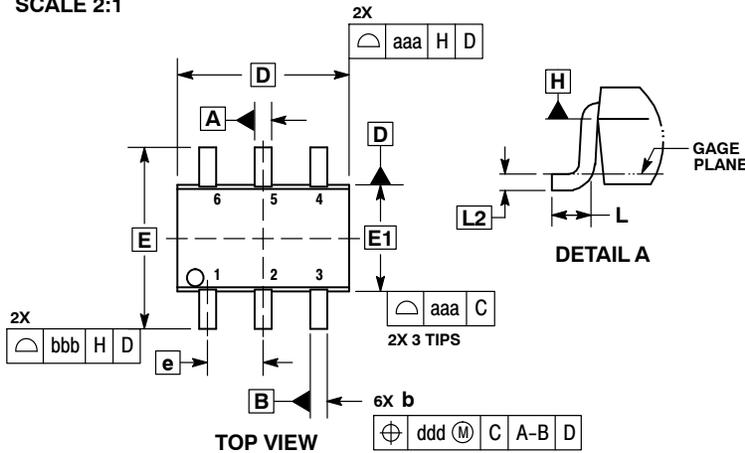 SCALE 2:1
2X
aaa H D
D
A
D
H
GAGE
PLANE
6 5 4
E
E1
L2
L
DETAIL A
1 2 3
aaa C
2X 3 TIPS
2X
bbb H D
e
B
6X b
ddd Ⓜ C A–B D
TOP VIEW